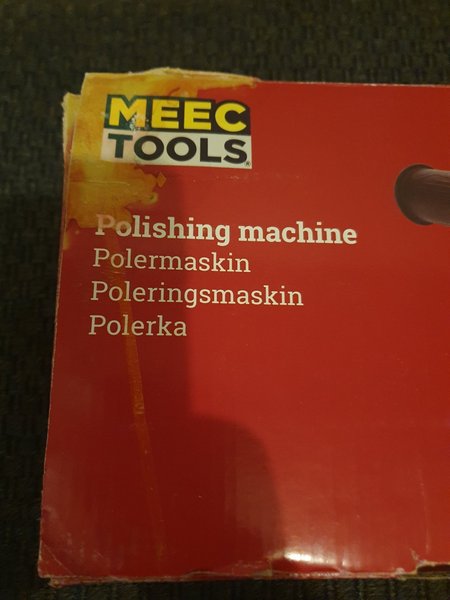 MEEC
TOOLS®
Polishing machine
Polermaskin
Poleringsmaskin
Polerka